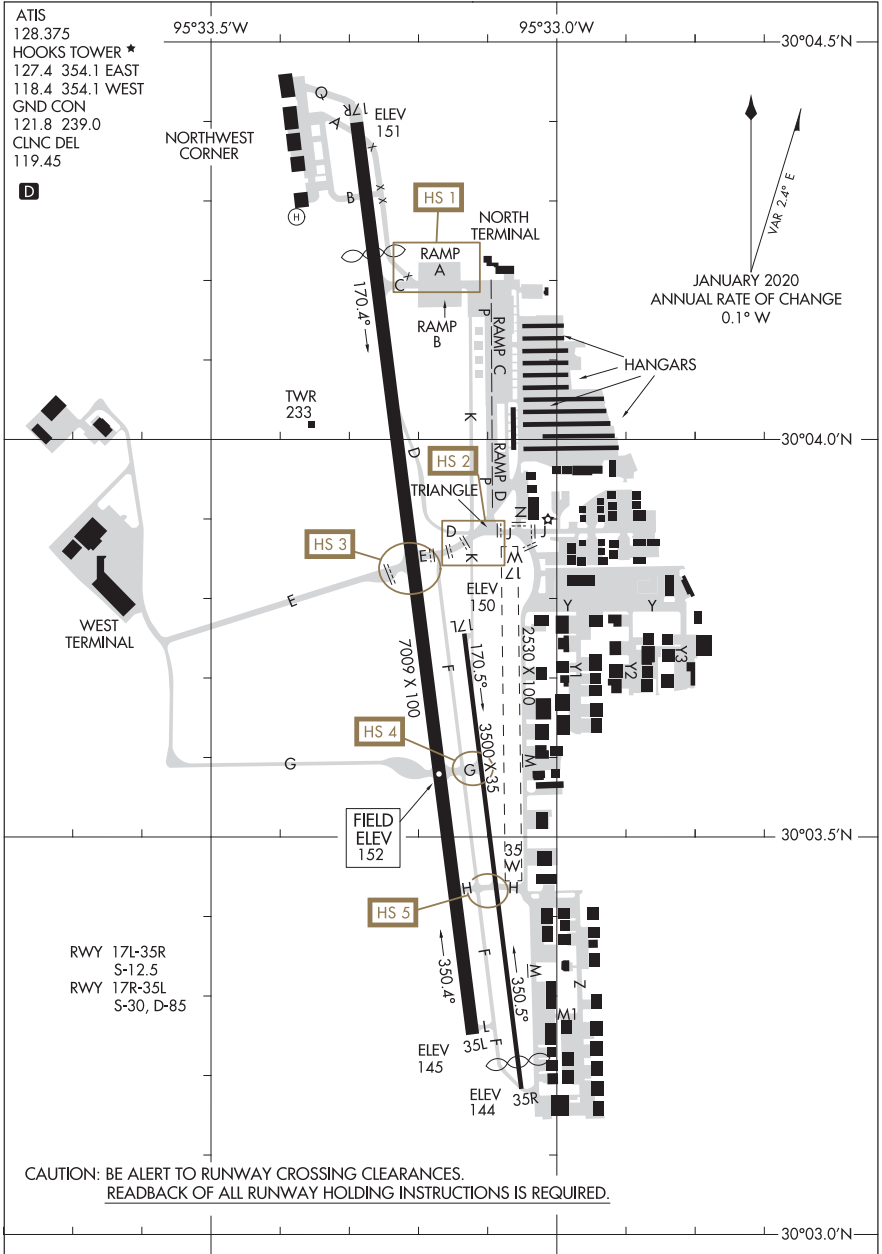 ATIS
128.375
HOOKS TOWER ★
127.4 354.1 EAST
118.4 354.1 WEST
GND CON
121.8 239.0
CLNC DEL
119.45
D
95°33.5'W
95°33.0'W
30°04.5'N
Q
A
17R
ELEV
151
NORTHWEST
CORNER
B
H
x
x
x
x
HS 1
NORTH
TERMINAL
RAMP
A
C
RAMP
B
VAR 2.4° E
JANUARY 2020
ANNUAL RATE OF CHANGE
0.1° W
170.4°
P
RAMP C
HANGARS
TWR
233
K
30°04.0'N
D
HS 2
RAMP D
P
TRIANGLE
N
D
J
J
L
HS 3
E
K
17
W
ELEV
150
E
Y
Y
WEST
TERMINAL
17L
7009 X 100
F
170.5°
2530 X 100
Y1
Y2
Y3
HS 4
3500 X 35
G
G
M
FIELD
ELEV
152
30°03.5'N
35
W
H
H
HS 5
RWY 17L-35R
S-12.5
RWY 17R-35L
S-30, D-85
350.4°
F
350.5°
M
Z
M1
L
F
ELEV
145
35L
ELEV
144
35R
CAUTION: BE ALERT TO RUNWAY CROSSING CLEARANCES.
READBACK OF ALL RUNWAY HOLDING INSTRUCTIONS IS REQUIRED.
30°03.0'N